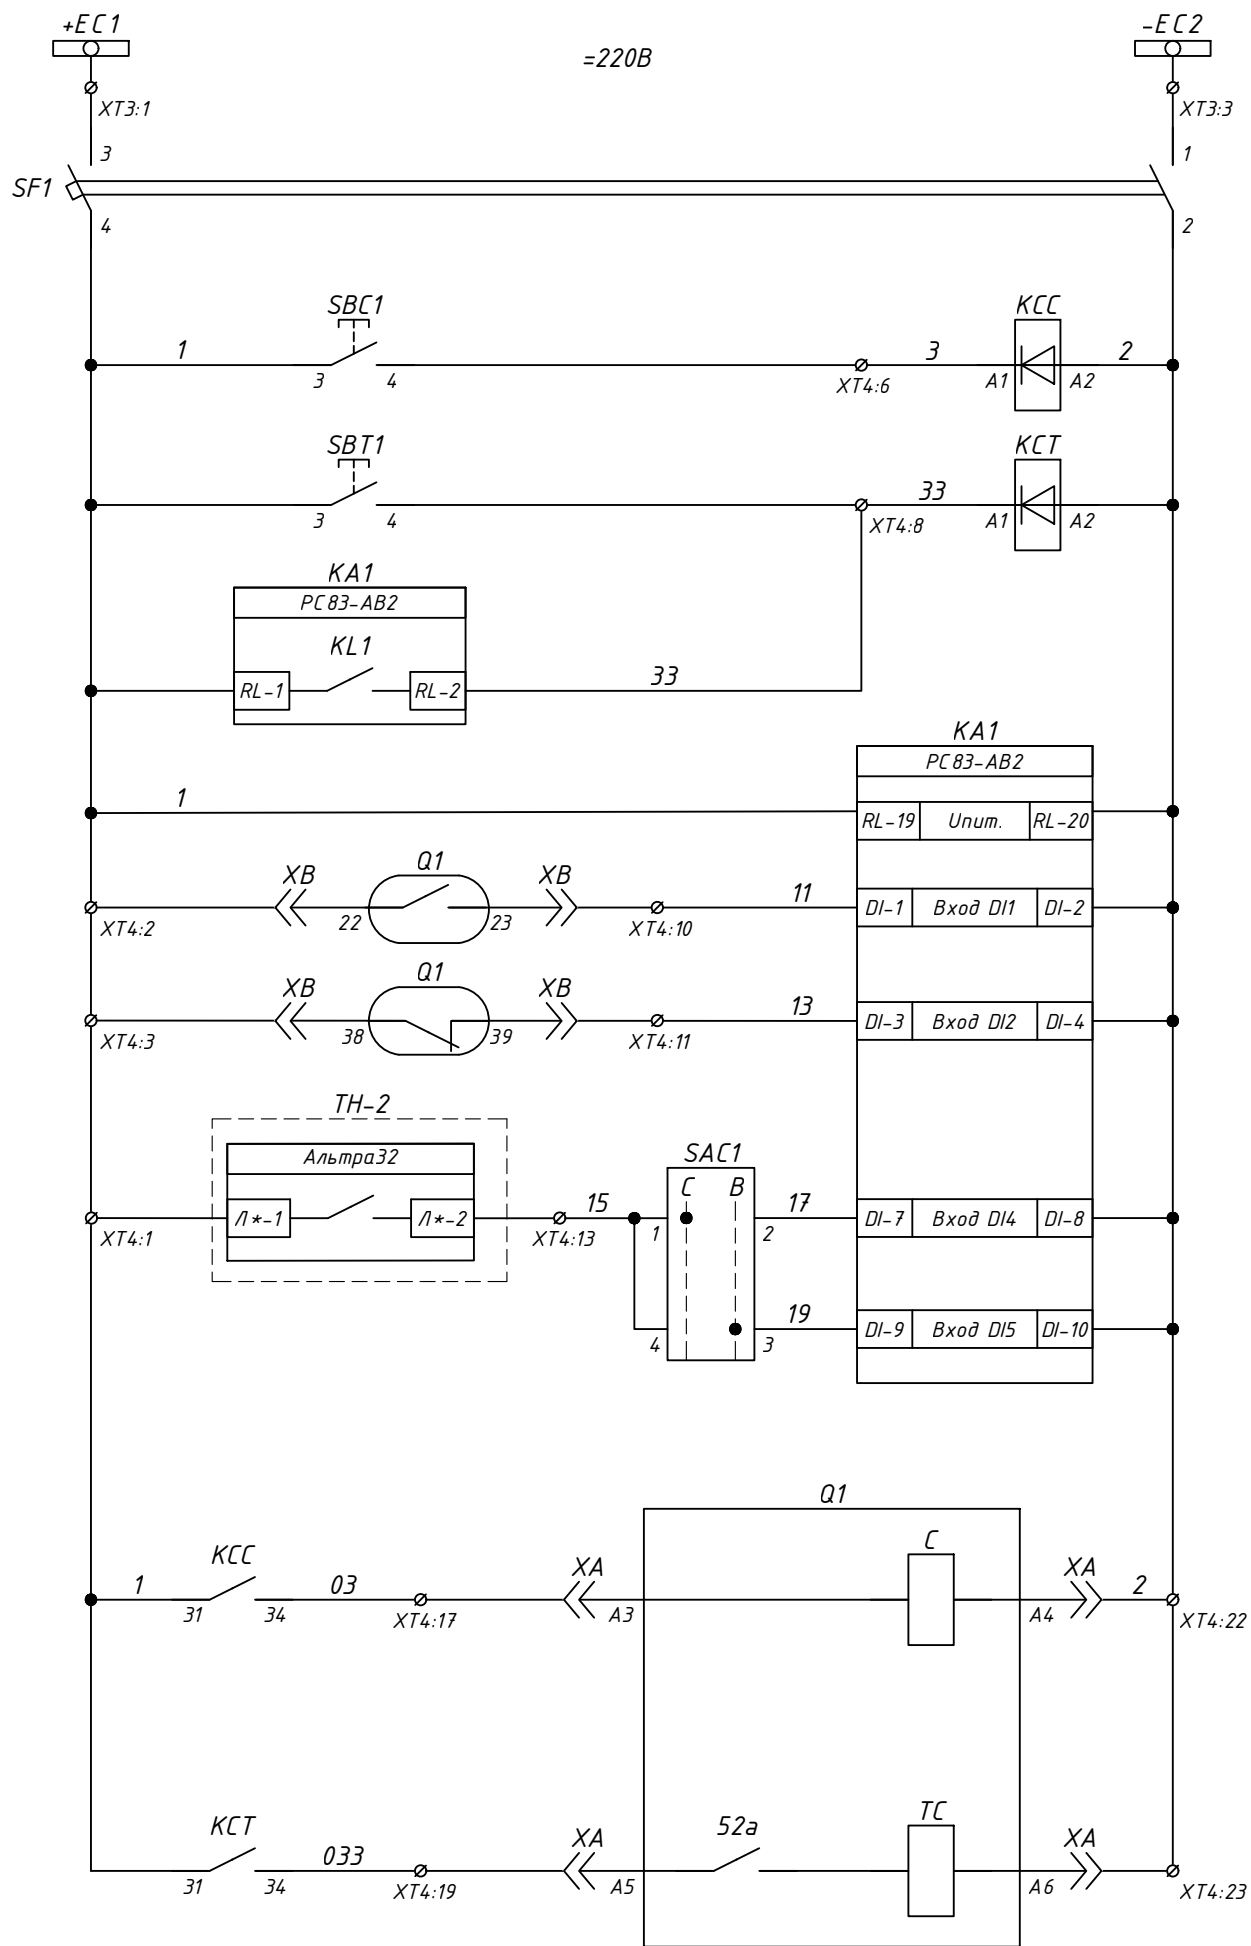 +EC1
-EC2
=220В
XT3:1
XT3:3
3
1
SF1
4
2
SBC1
KCC
1
3
2
3
4
XT4:6
A1
A2
SBT1
KCT
33
3
4
XT4:8
A1
A2
KA1
РС83-АВ2
KL1
RL-1
RL-2
33
KA1
РС83-АВ2
1
RL-19
Uпит.
RL-20
XB
Q1
XB
11
DI-1
Вход DI1
DI-2
XT4:2
22
23
XT4:10
XB
Q1
XB
13
DI-3
Вход DI2
DI-4
XT4:3
38
39
XT4:11
ТН-2
Альтра32
SAC1
C
B
Л*-1
Л*-2
15
17
DI-7
Вход DI4
DI-8
XT4:1
XT4:13
1
2
19
DI-9
Вход DI5
DI-10
4
3
Q1
KCC
C
1
03
XA
XA
2
31
34
XT4:17
A3
A4
XT4:22
KCT
52a
TC
033
XA
XA
31
34
XT4:19
A5
A6
XT4:23